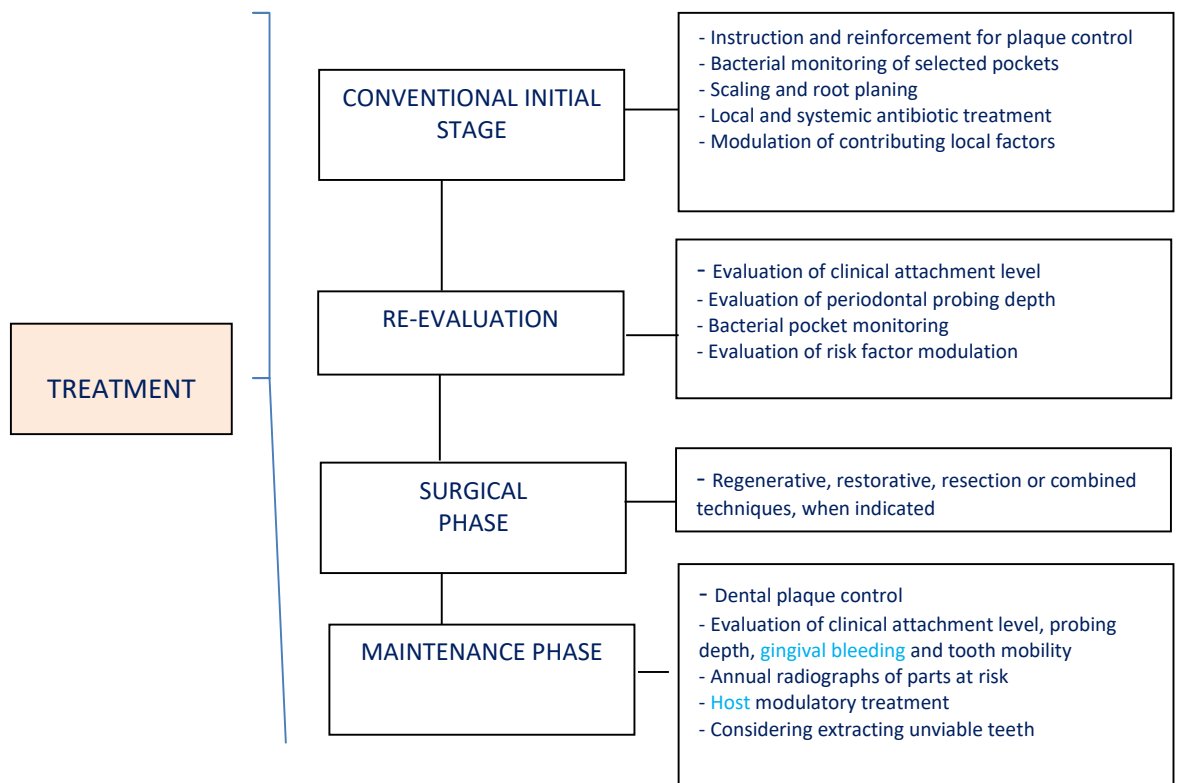 TREATMENT
CONVENTIONAL INITIAL
STAGE
- Instruction and reinforcement for plaque control
- Bacterial monitoring of selected pockets
- Scaling and root planing
- Local and systemic antibiotic treatment
- Modulation of contributing local factors
RE-EVALUATION
- Evaluation of clinical attachment level
- Evaluation of periodontal probing depth
- Bacterial pocket monitoring
- Evaluation of risk factor modulation
SURGICAL
PHASE
- Regenerative, restorative, resection or combined
techniques, when indicated
MAINTENANCE PHASE
- Dental plaque control
- Evaluation of clinical attachment level, probing
depth, gingival bleeding and tooth mobility
- Annual radiographs of parts at risk
- Host modulatory treatment
- Considering extracting unviable teeth